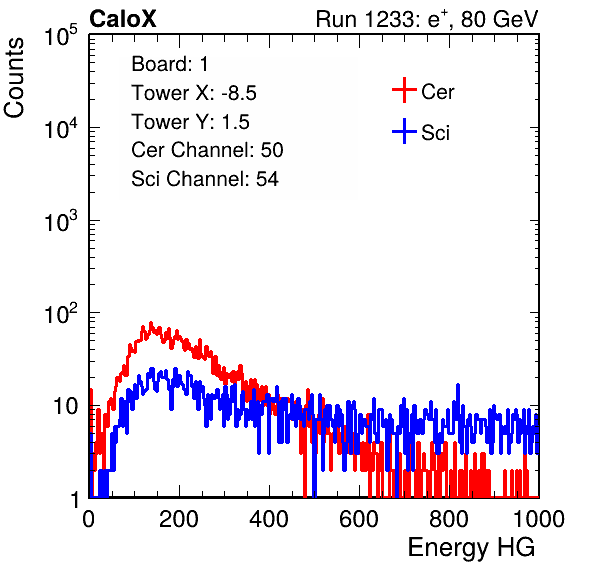 CaloX Run 1233: e⁺, 80 GeV
Counts
Board: 1
Tower X: -8.5
Tower Y: 1.5
Cer Channel: 50
Sci Channel: 54
Cer
Sci
10⁵
10⁴
10³
10²
10
1
0 200 400 600 800 1000
Energy HG